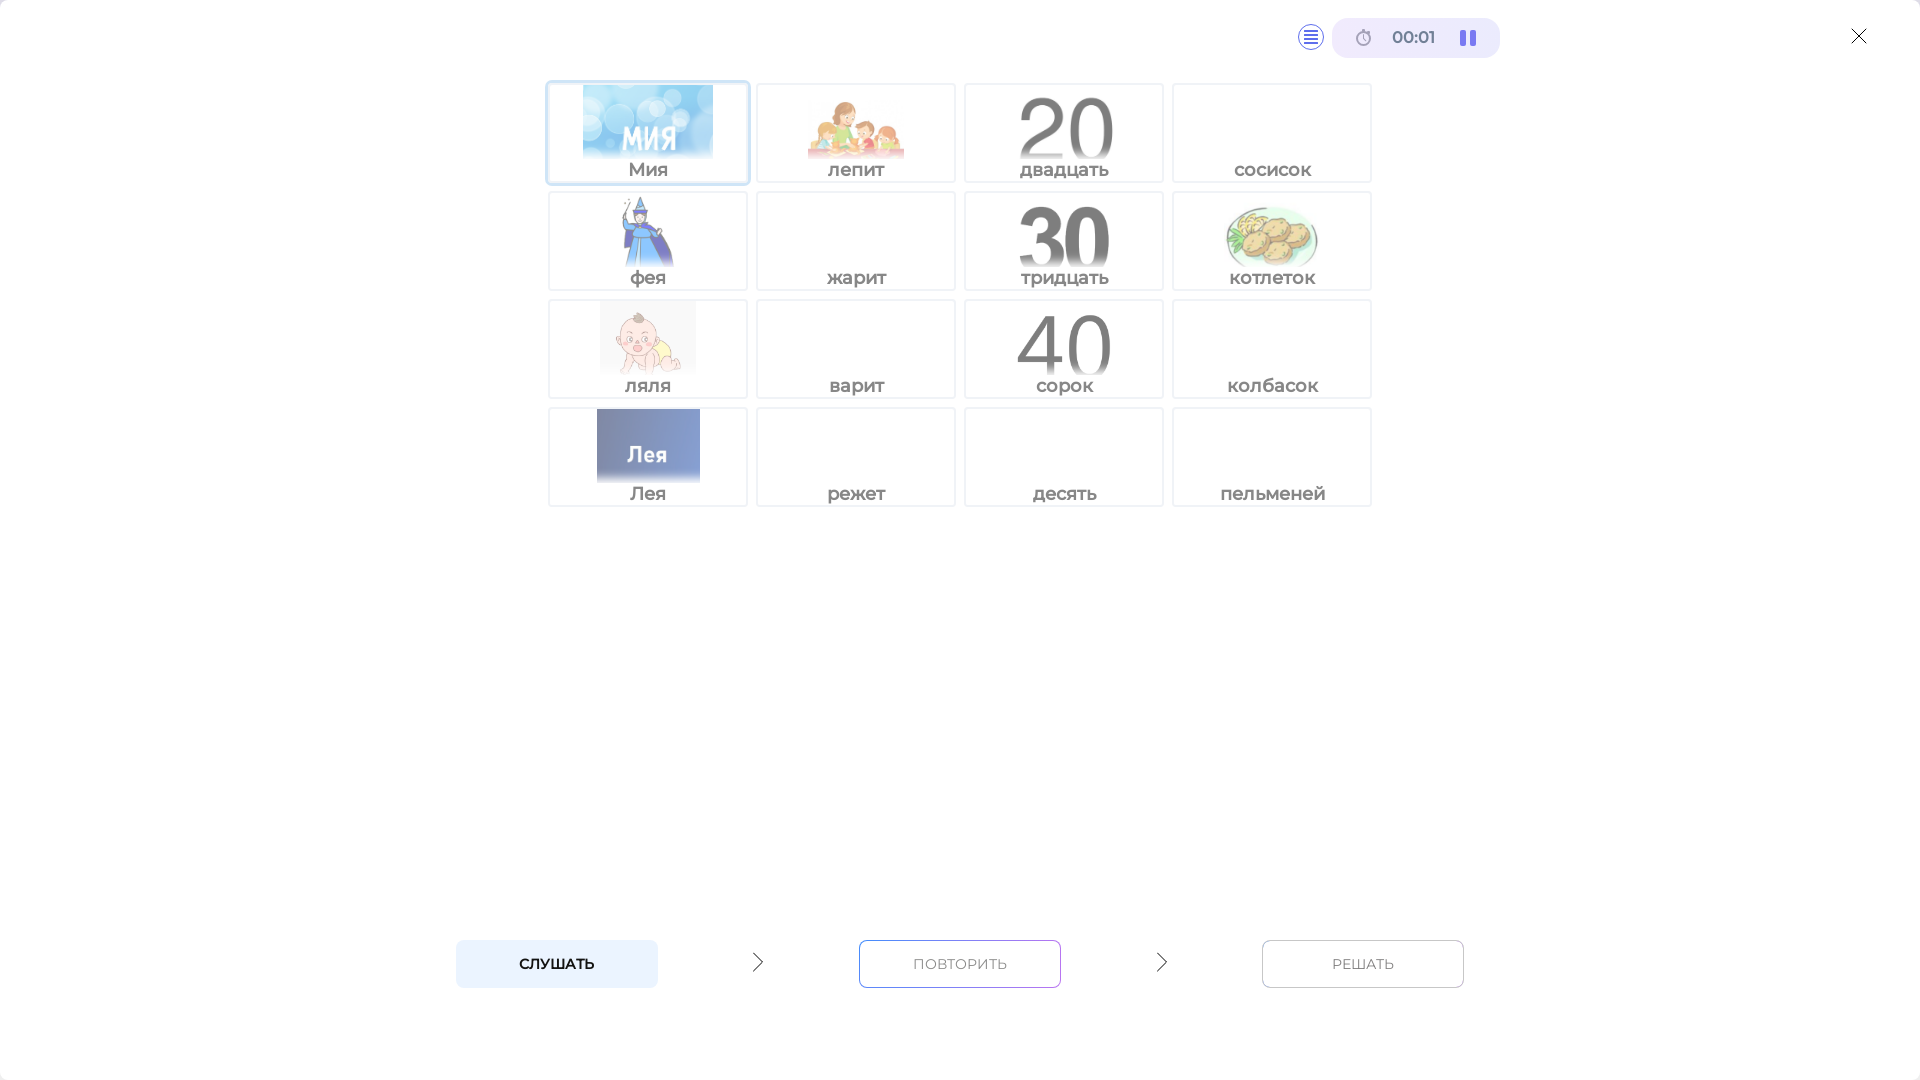 00:01
МИЯ
Мия
лепит
20
двадцать
сосисок
фея
жарит
30
тридцать
котлеток
ляля
варит
40
сорок
колбасок
Лея
Лея
режет
десять
пельменей
СЛУШАТЬ
ПОВТОРИТЬ
РЕШАТЬ